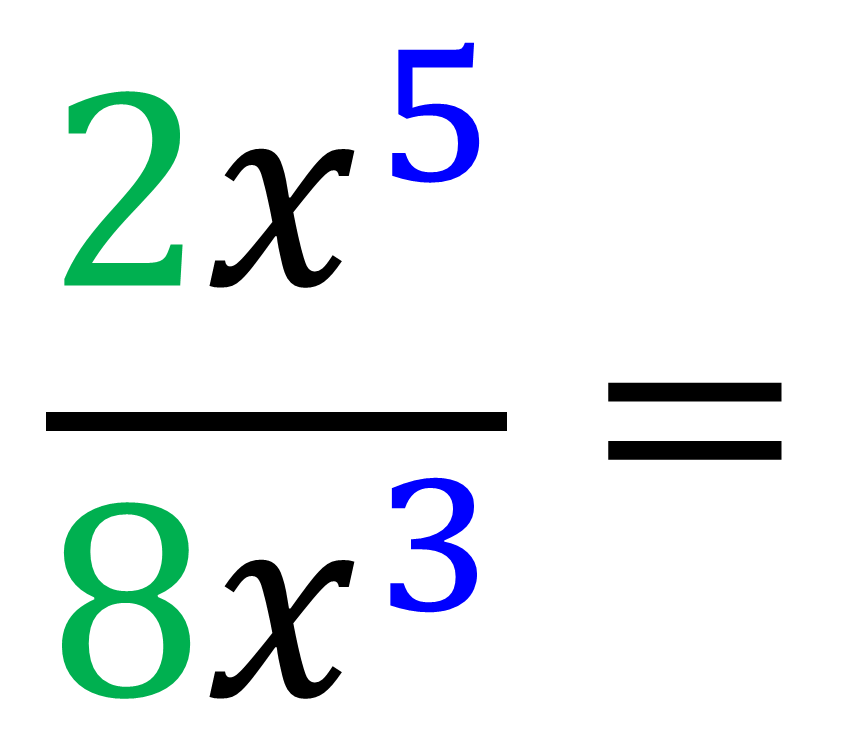 2x⁵
8x³ =